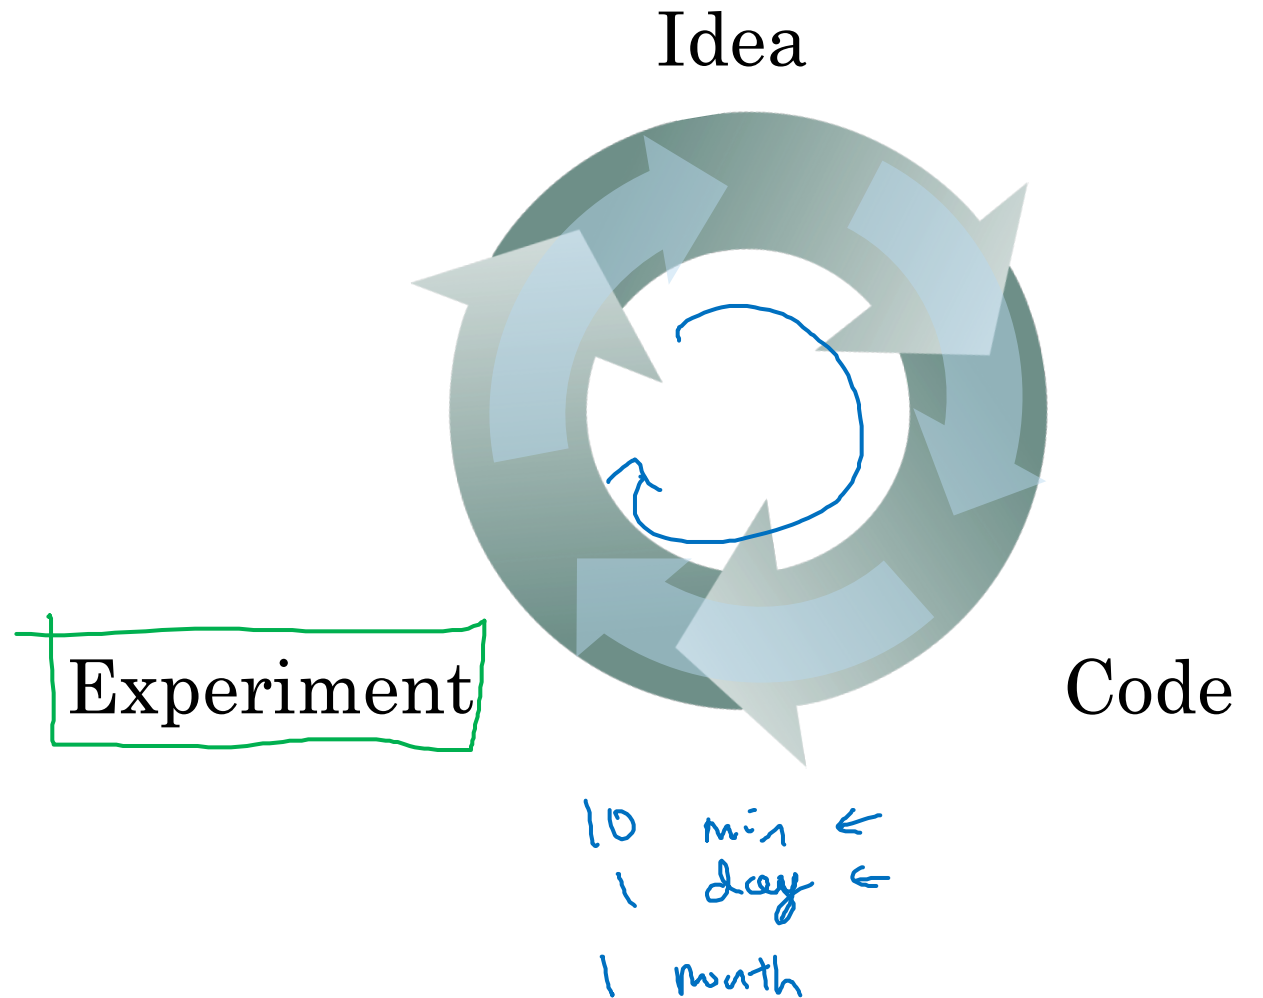 Idea
Experiment
Code
10 min ←
1 day ←
1 month